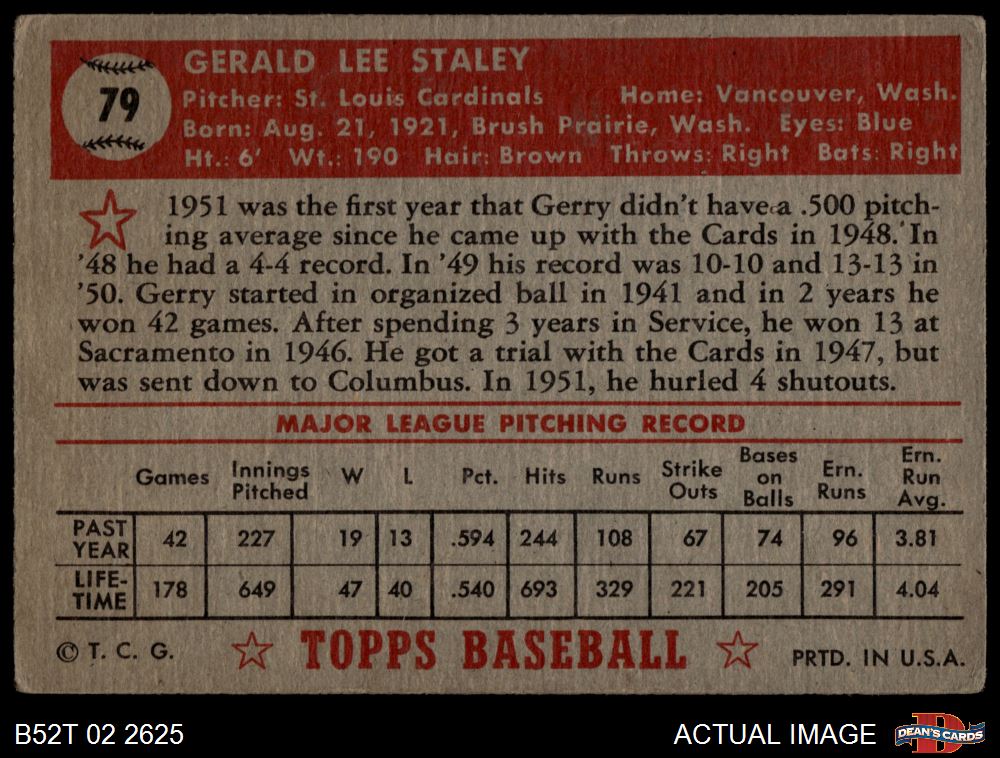 79
GERALD LEE STALEY
Pitcher: St. Louis Cardinals Home: Vancouver, Wash.
Born: Aug. 21, 1921, Brush Prairie, Wash. Eyes: Blue
Ht.: 6' Wt.: 190 Hair: Brown Throws: Right Bats: Right
1951 was the first year that Gerry didn't have a .500 pitch-
ing average since he came up with the Cards in 1948. In
'48 he had a 4-4 record. In '49 his record was 10-10 and 13-13 in
'50. Gerry started in organized ball in 1941 and in 2 years he
won 42 games. After spending 3 years in Service, he won 13 at
Sacramento in 1946. He got a trial with the Cards in 1947, but
was sent down to Columbus. In 1951, he hurled 4 shutouts.
MAJOR LEAGUE PITCHING RECORD
Games Innings Pitched W L Pct. Hits Runs Strike Outs Bases on Balls Ern. Runs Ern. Run Avg.
PAST YEAR 42 227 19 13 .594 244 108 67 74 96 3.81
LIFE-TIME 178 649 47 40 .540 693 329 221 205 291 4.04
© T. C. G. TOPPS BASEBALL PRTD. IN U.S.A.
B52T 02 2625 ACTUAL IMAGE DEAN'S CARDS